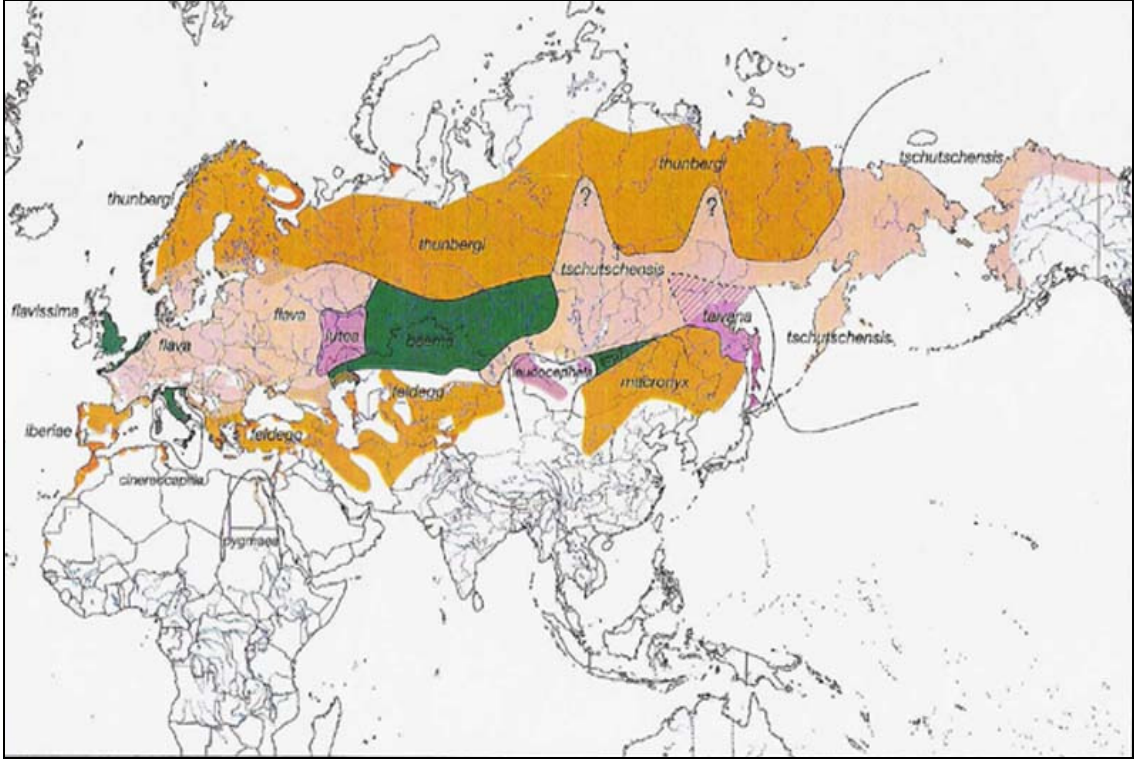 tschutschensis
thunbergi
thunbergi
?
?
thunbergi
tschutschensis
flavissima
flava
lutea
beema
taivana
flava
tschutschensis
leucocephala
feldegg
macronyx
iberiae
feldegg
cinereocapilla
pygmaea